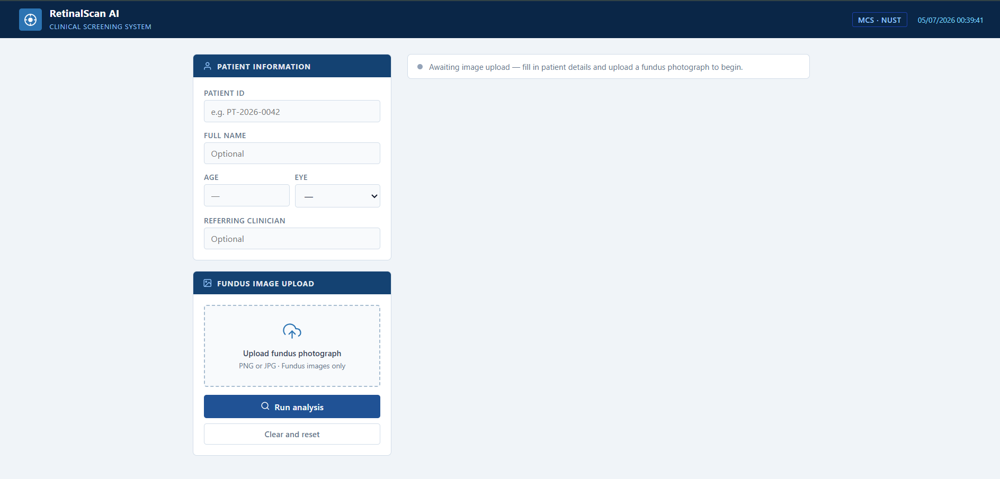 RetinalScan AI
CLINICAL SCREENING SYSTEM
MCS · NUST
05/07/2026 00:39:41
PATIENT INFORMATION
PATIENT ID
e.g. PT-2026-0042
FULL NAME
Optional
AGE
EYE
—
—
REFERRING CLINICIAN
Optional
FUNDUS IMAGE UPLOAD
Upload fundus photograph
PNG or JPG · Fundus images only
Run analysis
Clear and reset
Awaiting image upload — fill in patient details and upload a fundus photograph to begin.